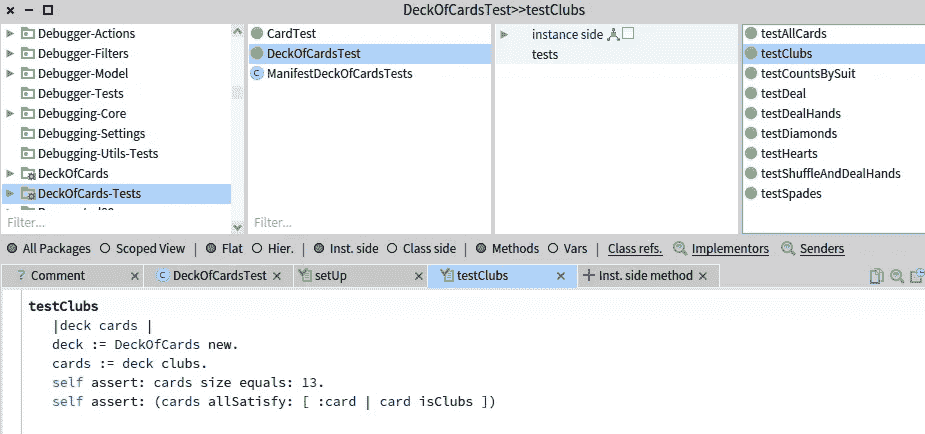 DeckOfCardsTest>>testClubs
Debugger-Actions
Debugger-Filters
Debugger-Model
Debugger-Tests
Debugging-Core
Debugging-Settings
Debugging-Utils-Tests
DeckOfCards
DeckOfCards-Tests
Filter...
CardTest
DeckOfCardsTest
ManifestDeckOfCardsTests
Filter...
instance side
tests
testAllCards
testClubs
testCountsBySuit
testDeal
testDealHands
testDiamonds
testHearts
testShuffleAndDealHands
testSpades
All Packages Scoped View | Flat Hier. | Inst. side Class side | Methods Vars | Class refs. Implementors Senders
? Comment × DeckOfCardsTest × setUp × testClubs × + Inst. side method ×
testClubs
|deck cards |
deck := DeckOfCards new.
cards := deck clubs.
self assert: cards size equals: 13.
self assert: (cards allSatisfy: [ :card | card isClubs ])